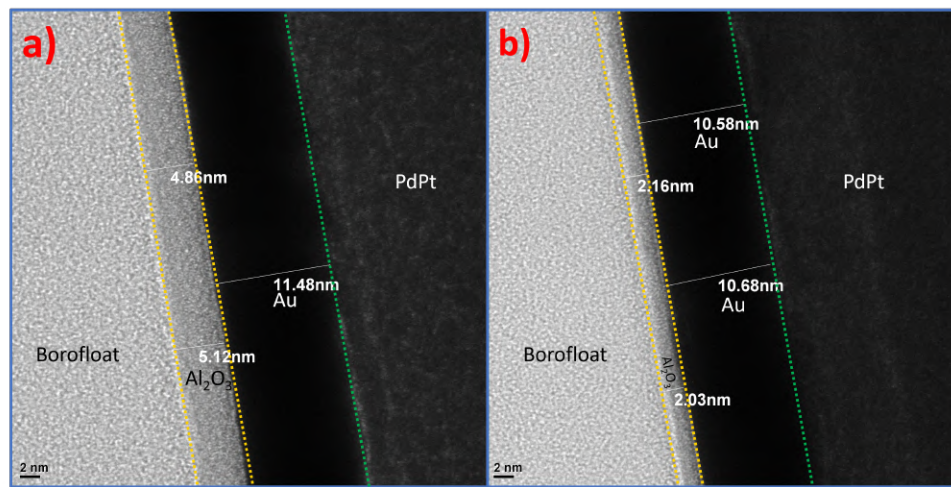 a)
4.86nm
PdPt
11.48nm
Au
Borofloat
5.12nm
Al₂O₃
2 nm
b)
10.58nm
Au
PdPt
2.16nm
10.68nm
Au
Borofloat
Al₂O₃
2.03nm
2 nm